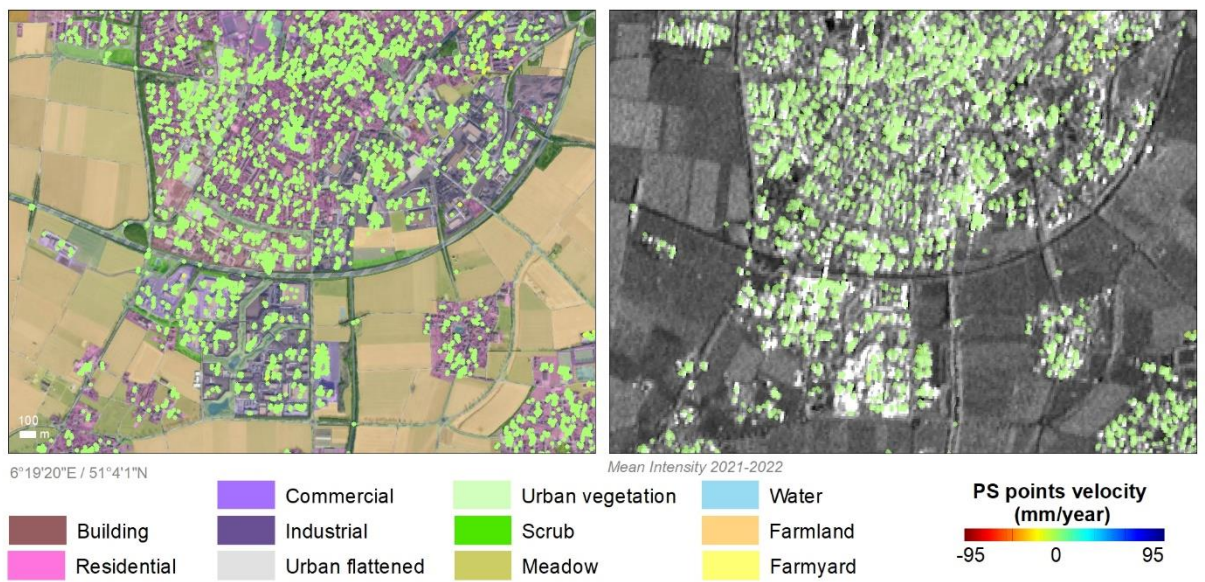 100
m
6°19'20"E / 51°4'1"N
Mean Intensity 2021-2022
Commercial
Urban vegetation
Water
PS points velocity
(mm/year)
Building
Industrial
Scrub
Farmland
Residential
Urban flattened
Meadow
Farmyard
-95 0 95